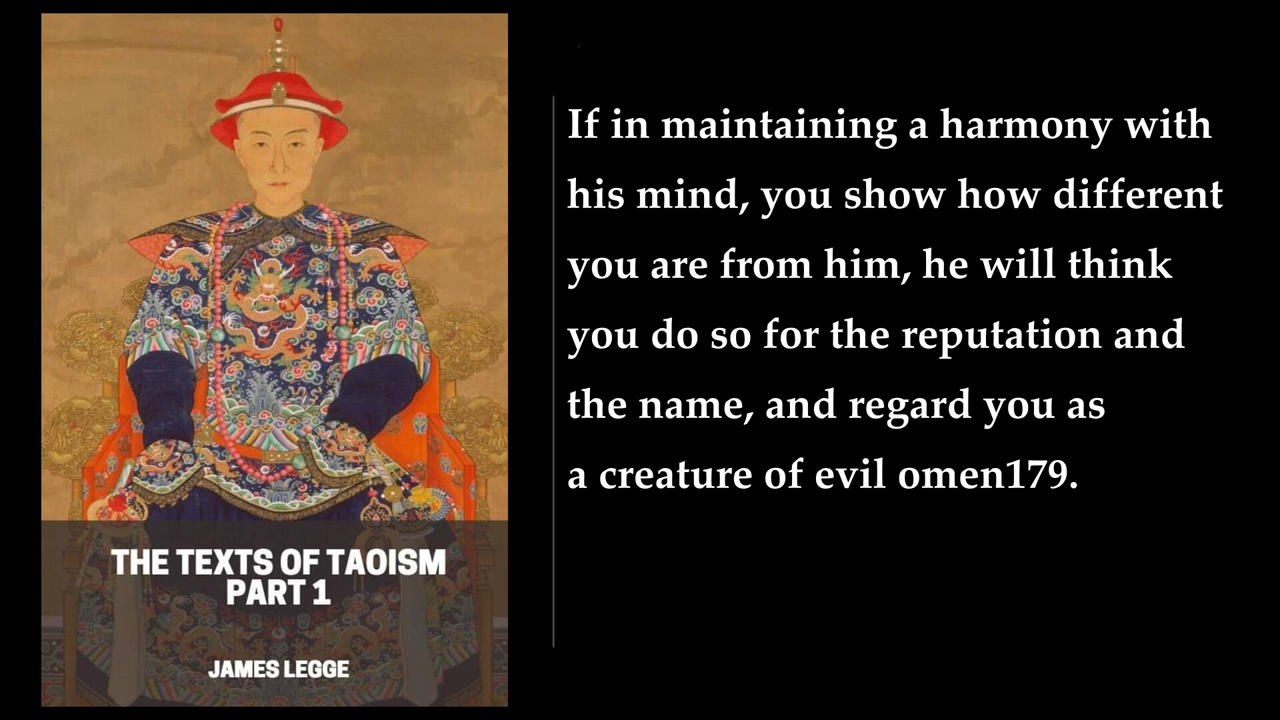 THE TEXTS OF TAOISM
PART 1
JAMES LEGGE
If in maintaining a harmony with
his mind, you show how different
you are from him, he will think
you do so for the reputation and
the name, and regard you as
a creature of evil omen179.